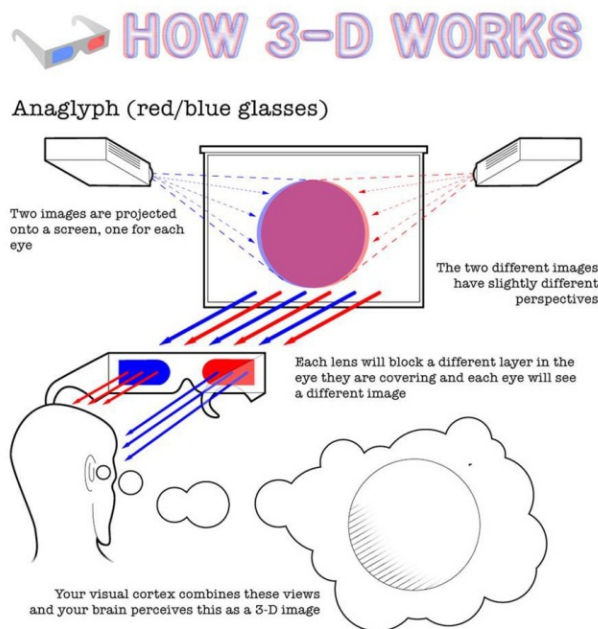 HOW 3-D WORKS
Anaglyph (red/blue glasses)
Two images are projected
onto a screen, one for each
eye
The two different images
have slightly different
perspectives
Each lens will block a different layer in the
eye they are covering and each eye will see
a different image
Your visual cortex combines these views
and your brain perceives this as a 3-D image